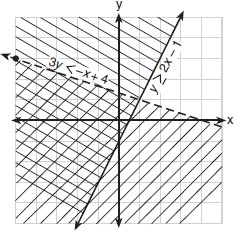 y
3y < −x + 4
y ≥ 2x − 1
x